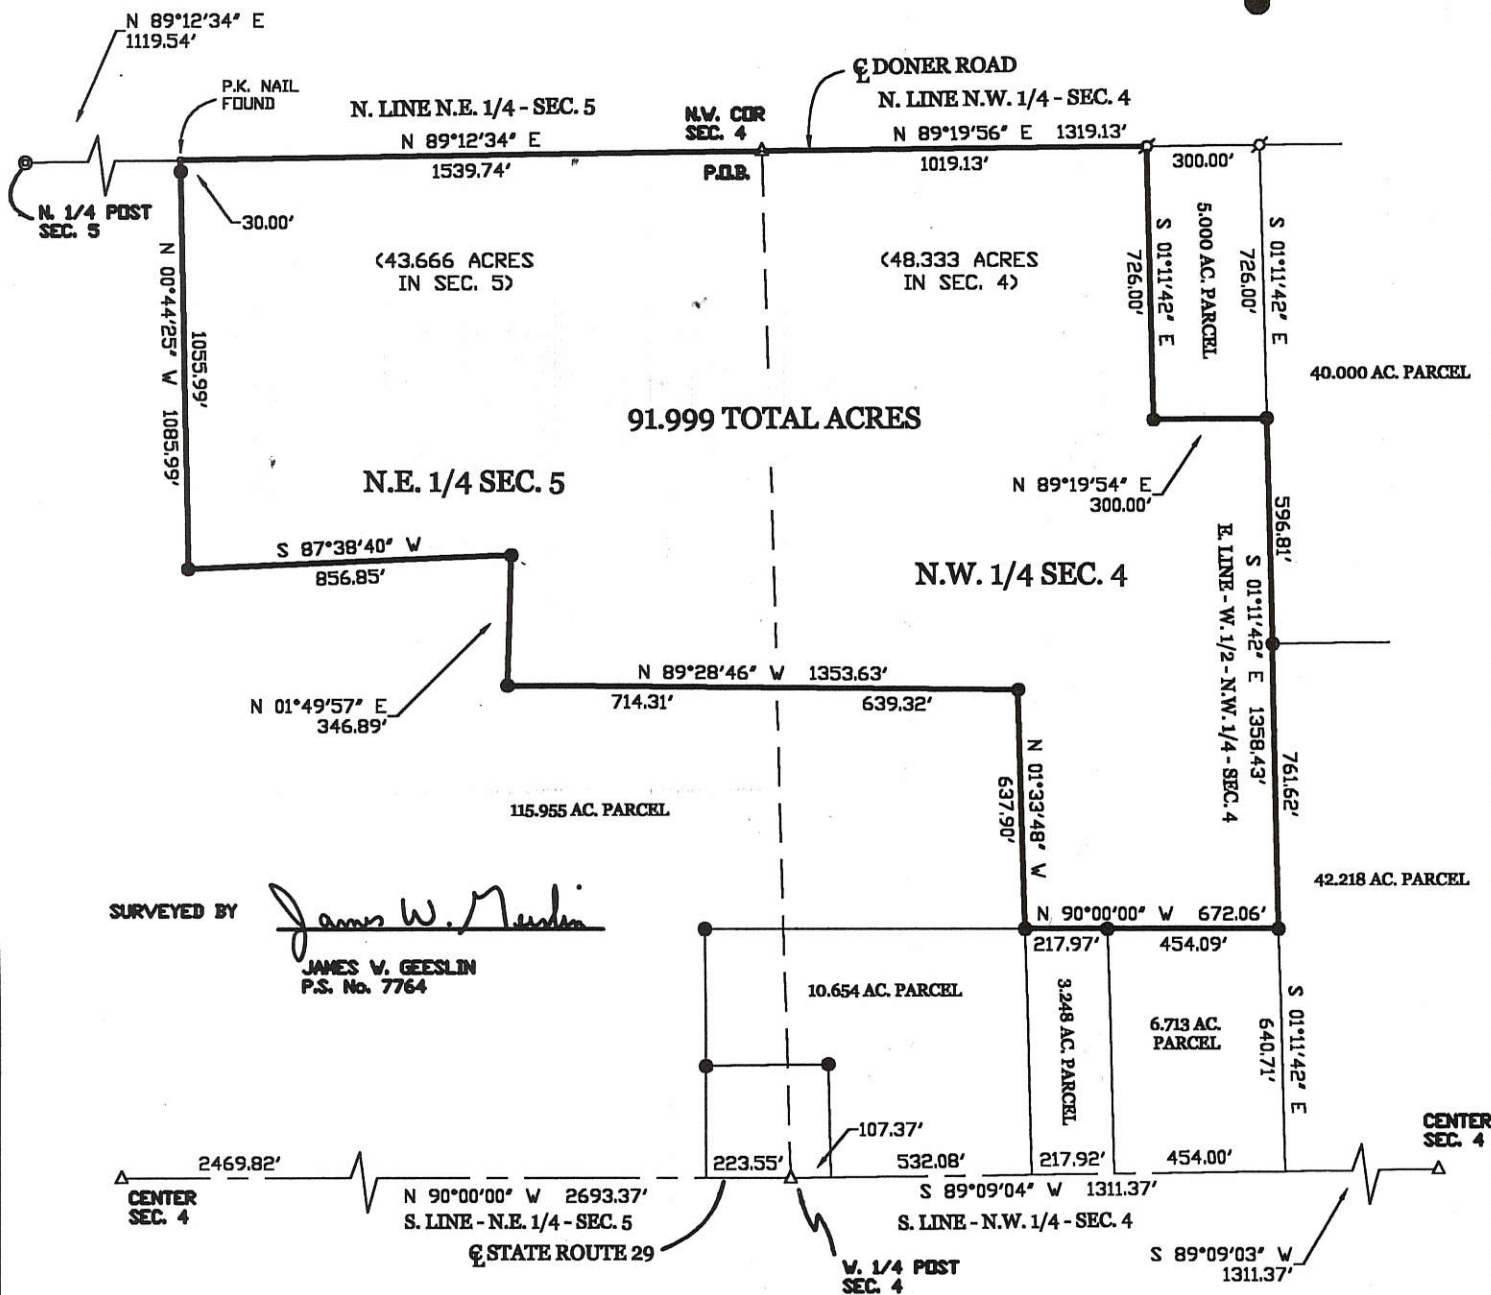 N 89°12'34" E
1119.54'
P.K. NAIL
FOUND
N. LINE N.E. 1/4 - SEC. 5
N 89°12'34" E
1539.74'
N.W. COR
SEC. 4
P.O.B.
℄ DONER ROAD
N. LINE N.W. 1/4 - SEC. 4
N 89°19'56" E 1319.13'
1019.13'
300.00'
N. 1/4 POST
SEC. 5
30.00'
(43.666 ACRES
IN SEC. 5)
(48.333 ACRES
IN SEC. 4)
N 00°44'25" W 1085.99'
1055.99'
S 01°11'42" E
726.00'
5.000 AC. PARCEL
S 01°11'42" E
726.00'
40.000 AC. PARCEL
91.999 TOTAL ACRES
N.E. 1/4 SEC. 5
N 89°19'54" E
300.00'
S 87°38'40" W
856.85'
N.W. 1/4 SEC. 4
596.81'
S 01°11'42" E 1358.43'
E. LINE - W. 1/2 - N.W. 1/4 - SEC. 4
761.62'
N 01°49'57" E
346.89'
N 89°28'46" W 1353.63'
714.31'
639.32'
N 01°33'48" W
637.90'
115.955 AC. PARCEL
42.218 AC. PARCEL
SURVEYED BY
James W. Geeslin
JAMES W. GEESLIN
P.S. No. 7764
N 90°00'00" W 672.06'
217.97'
454.09'
10.654 AC. PARCEL
3.248 AC. PARCEL
6.713 AC.
PARCEL
S 01°11'42" E
640.71'
107.37'
CENTER
SEC. 4
2469.82'
223.55'
532.08'
217.92'
454.00'
CENTER
SEC. 4
N 90°00'00" W 2693.37'
S. LINE - N.E. 1/4 - SEC. 5
S 89°09'04" W 1311.37'
S. LINE - N.W. 1/4 - SEC. 4
℄ STATE ROUTE 29
W. 1/4 POST
SEC. 4
S 89°09'03" W
1311.37'